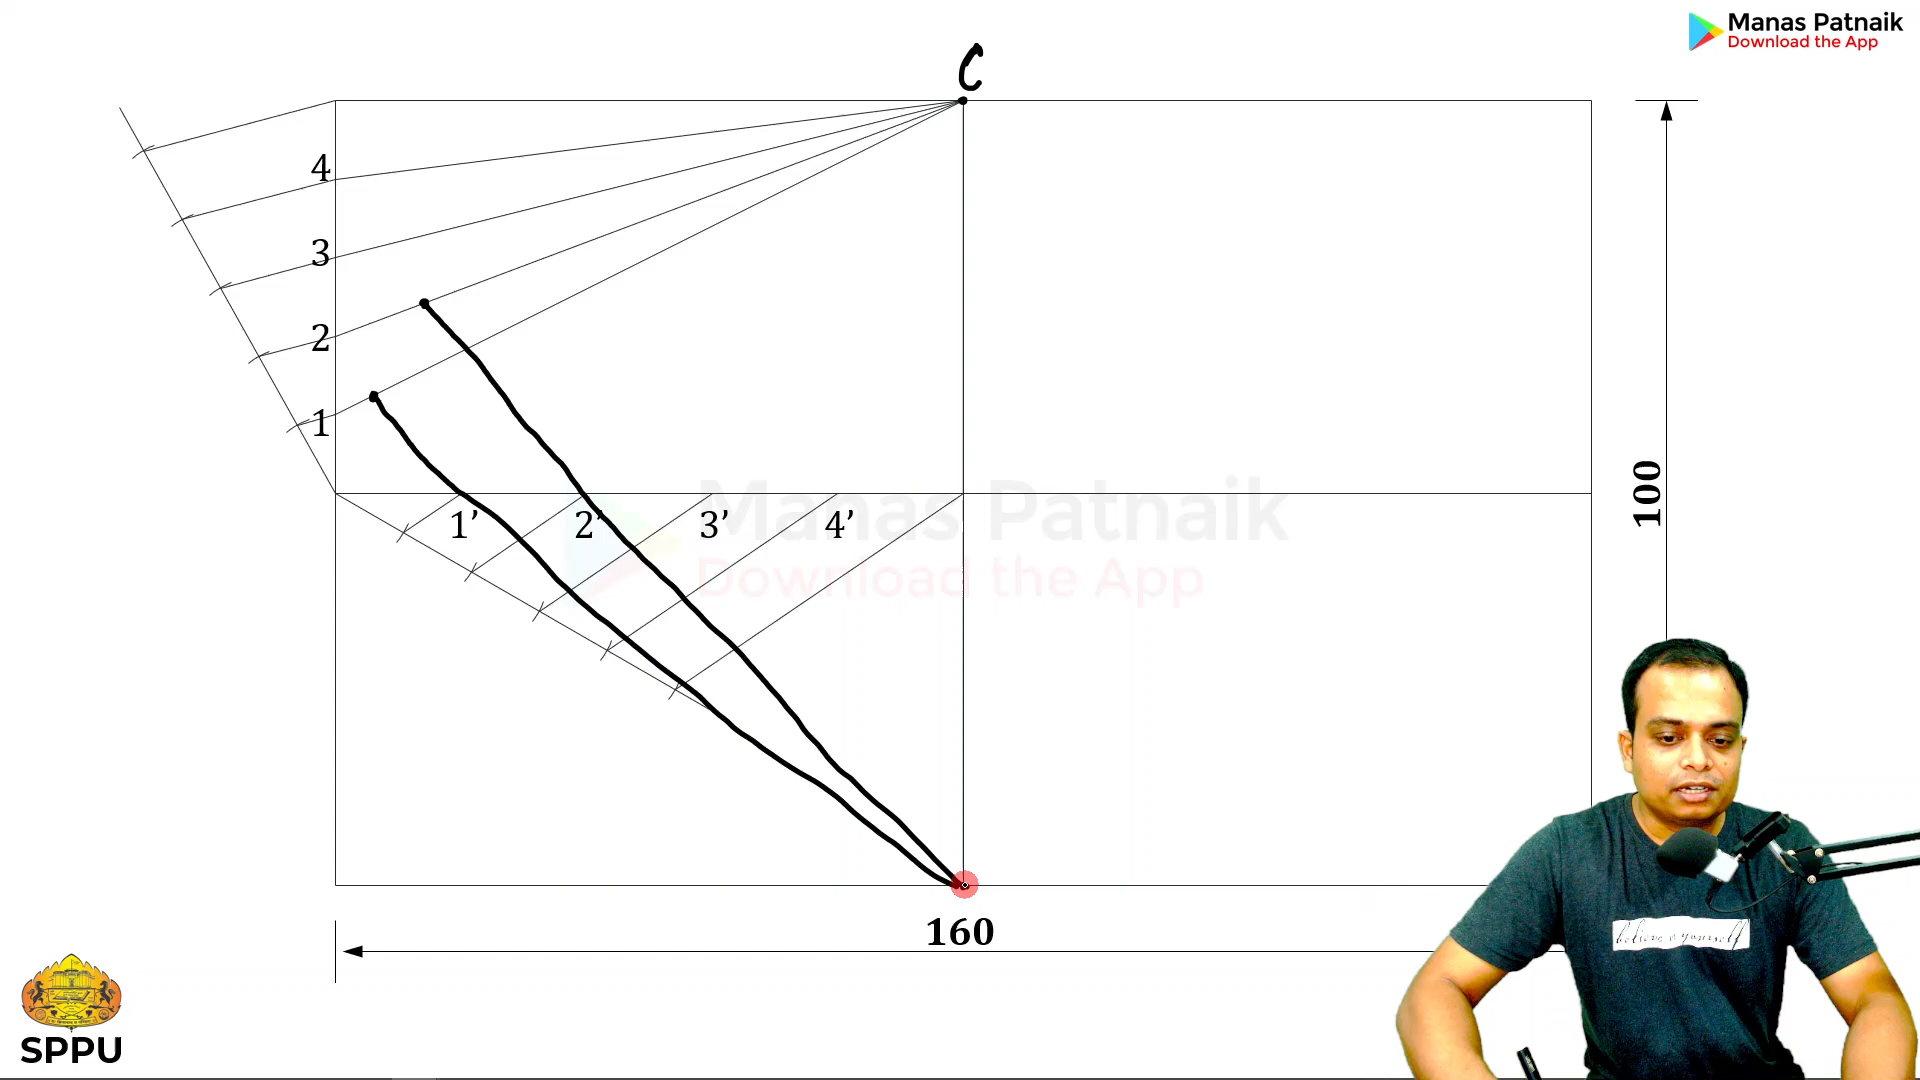 Manas Patnaik
Download the App
C
4
3
2
1
1’ 2’ 3’ 4’
Manas Patnaik
Download the App
100
160
believe in yourself
SPPU